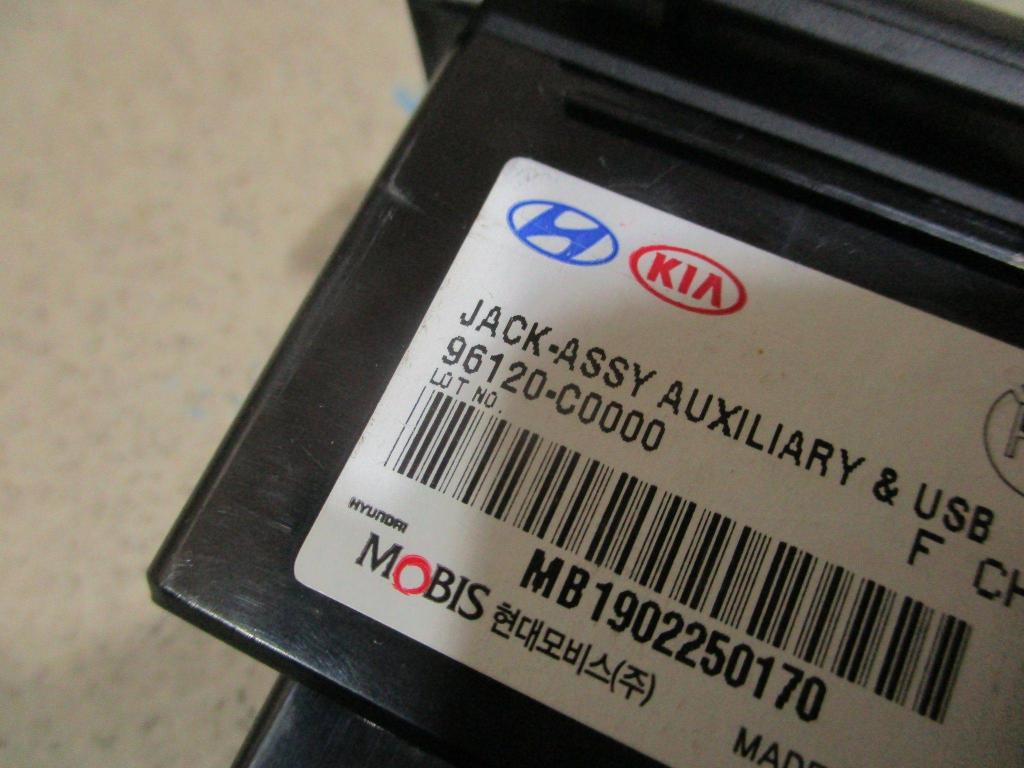 KIA
JACK-ASSY AUXILIARY & USB
96120-C0000
F
LOT NO.
MB1902250170
HYUNDAI
MOBIS 현대모비스(주)